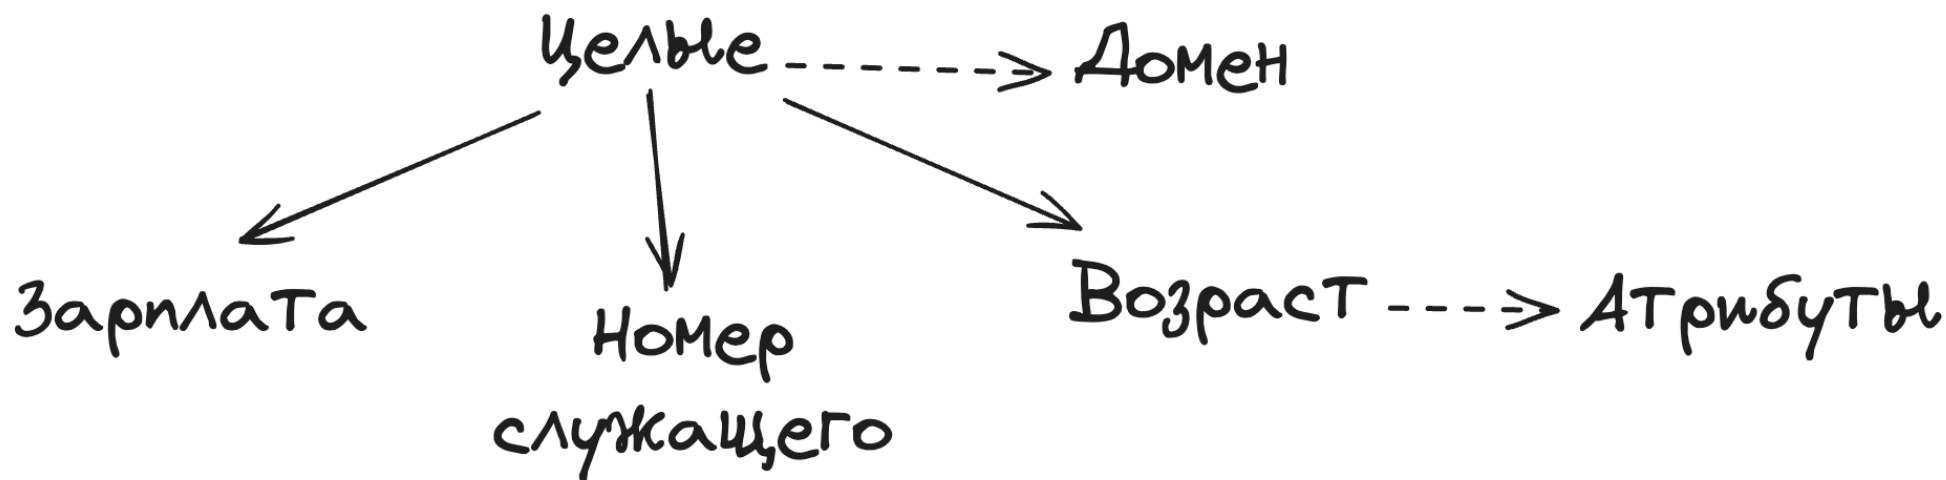 Целые
Домен
Зарплата
Номер
служащего
Возраст
Атрибуты